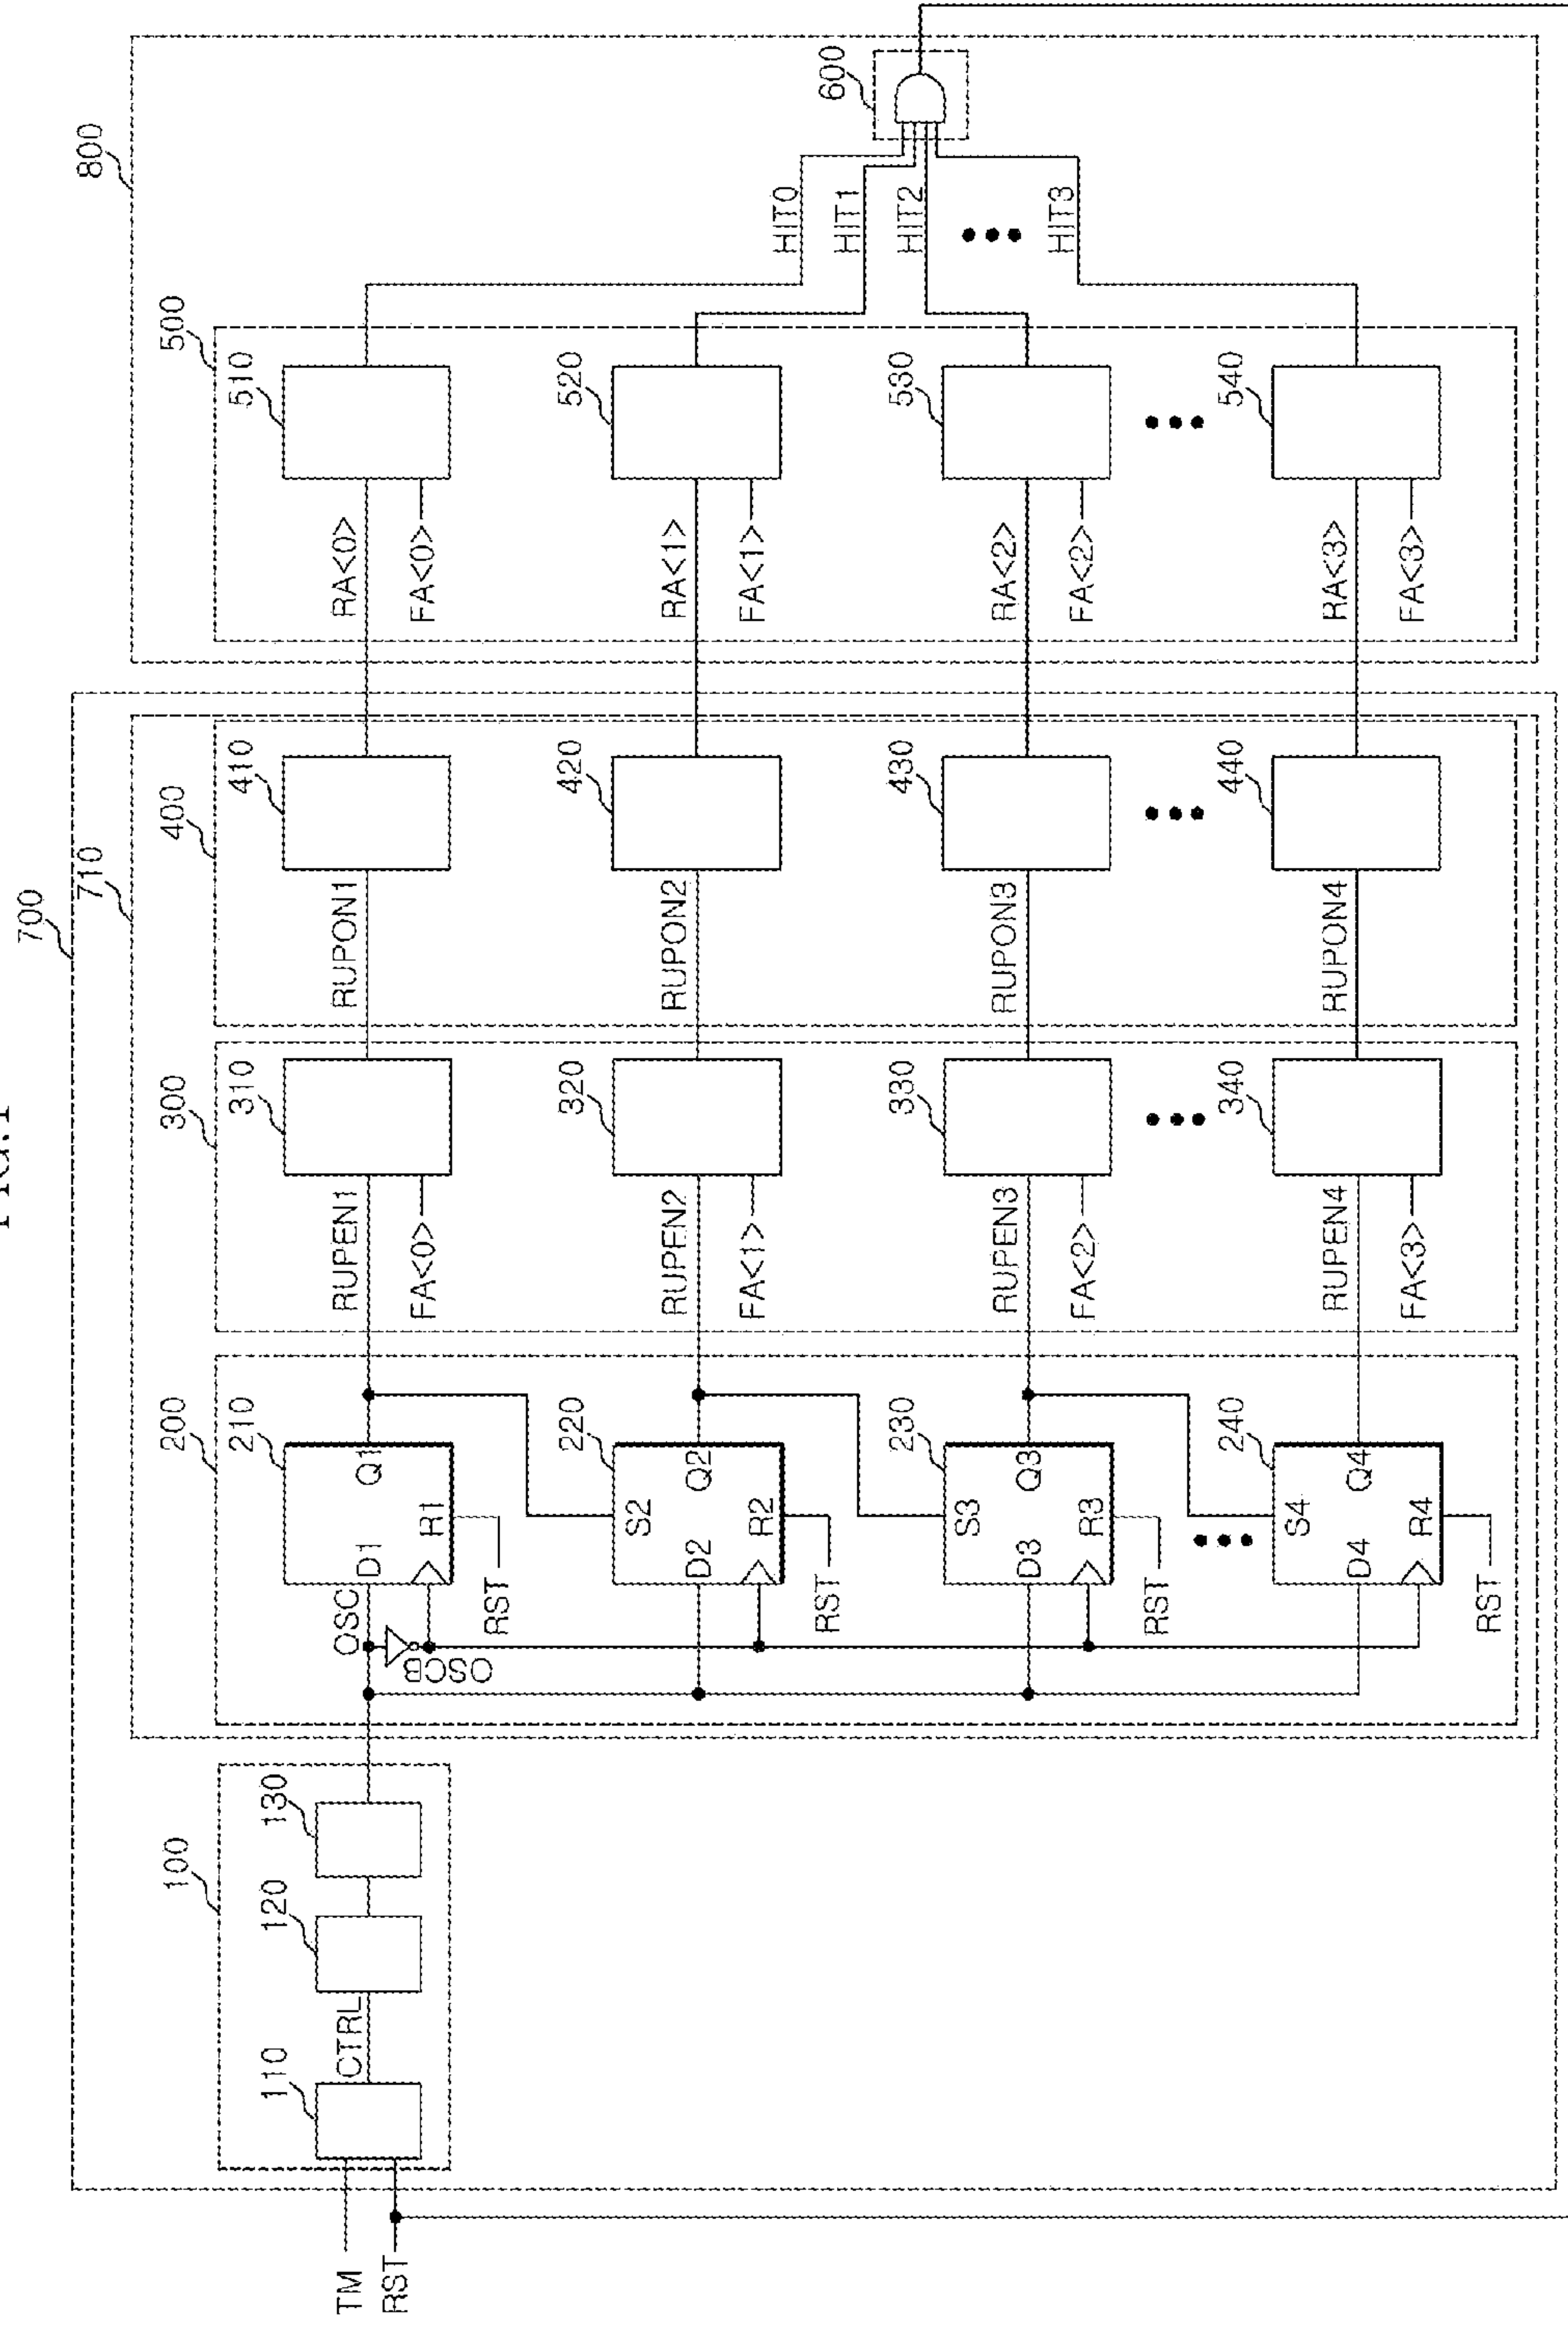 FIG.1
700
710
800
100
200
300
400
500
600
110
120
130
210
310
410
510
TM
RST
CTRL
OSC
OSCB
D1
Q1
R1
RST
RUPEN1
FA<0>
RUPON1
RA<0>
FA<0>
HIT0
220
320
420
520
S2
D2
Q2
R2
RST
RUPEN2
FA<1>
RUPON2
RA<1>
FA<1>
HIT1
230
330
430
530
S3
D3
Q3
R3
RST
RUPEN3
FA<2>
RUPON3
RA<2>
FA<2>
HIT2
240
340
440
540
S4
D4
Q4
R4
RST
RUPEN4
FA<3>
RUPON4
RA<3>
FA<3>
HIT3